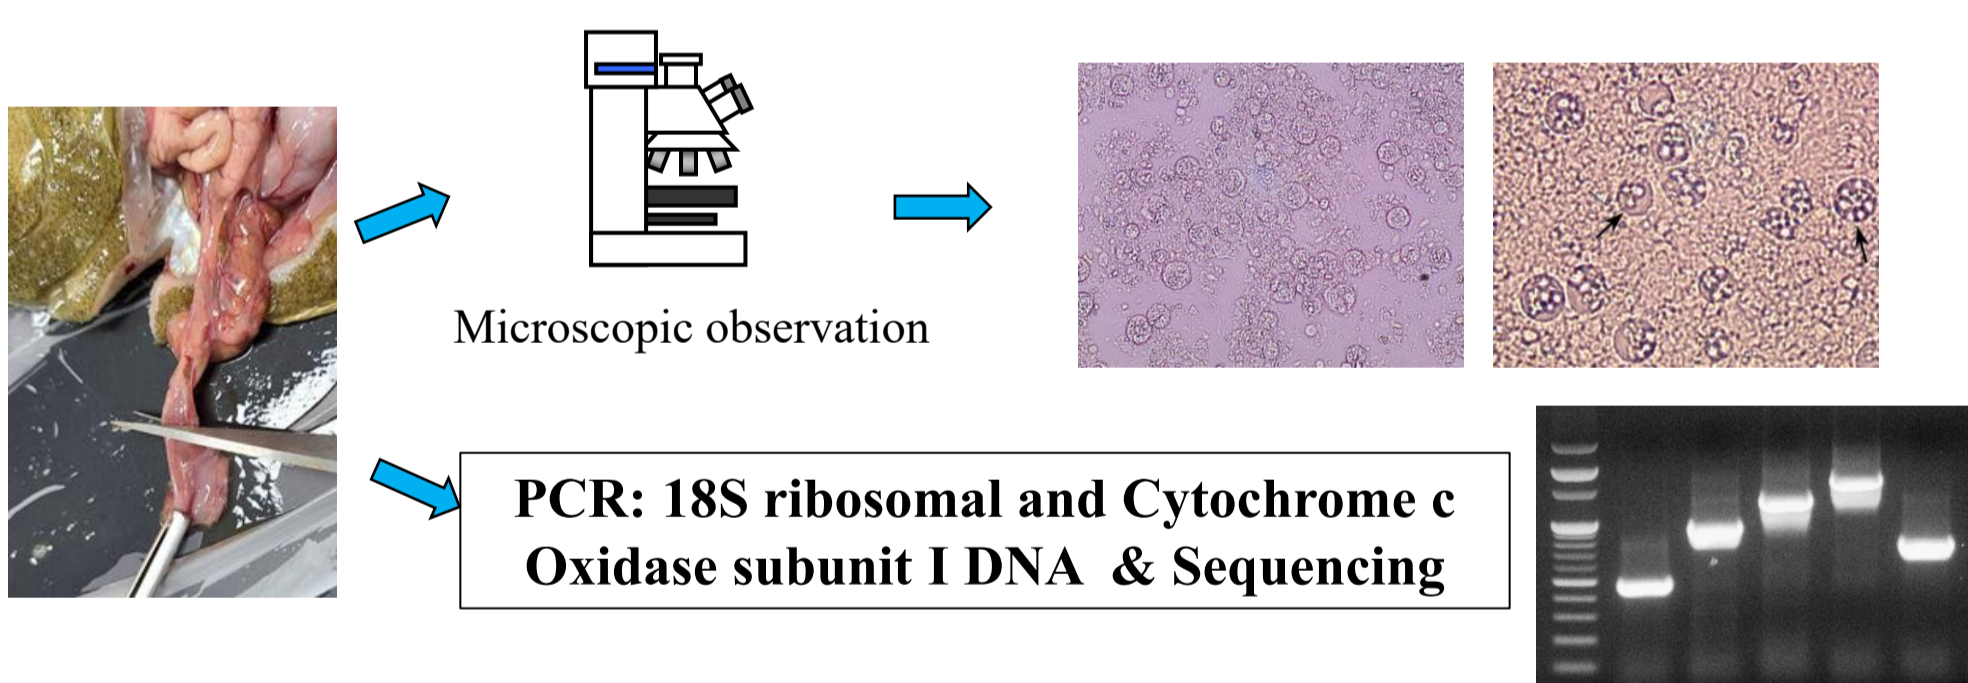 Microscopic observation
PCR: 18S ribosomal and Cytochrome c
Oxidase subunit I DNA & Sequencing